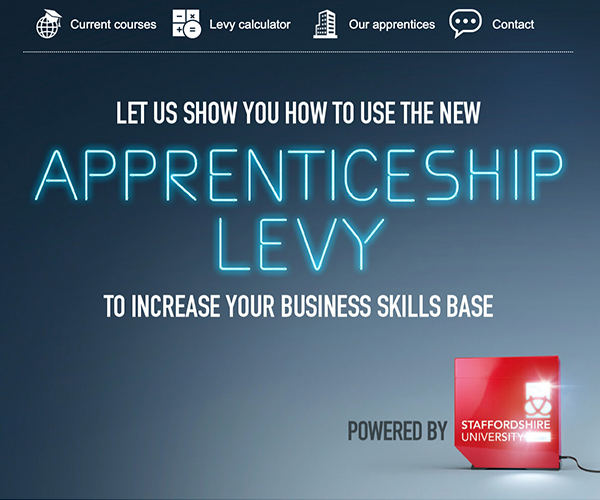 Current courses
Levy calculator
Our apprentices
Contact
LET US SHOW YOU HOW TO USE THE NEW
APPRENTICESHIP
LEVY
TO INCREASE YOUR BUSINESS SKILLS BASE
POWERED BY
STAFFORDSHIRE
UNIVERSITY